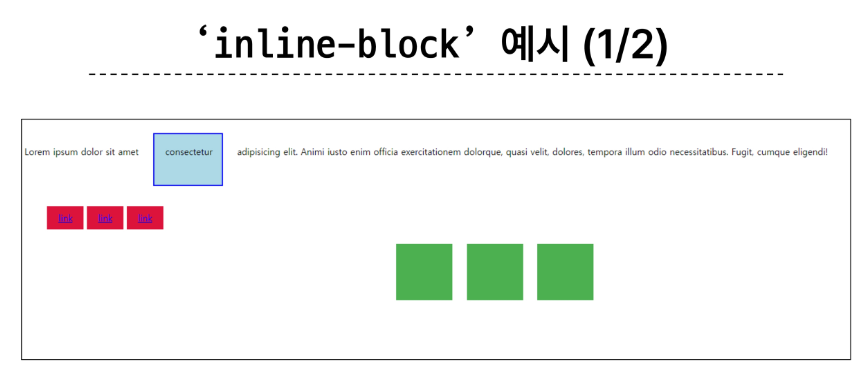 ‘inline-block’ 예시 (1/2)
Lorem ipsum dolor sit amet consectetur adipisicing elit. Animi iusto enim officia exercitationem dolorque, quasi velit, dolores, tempora illum odio necessitatibus. Fugit, cumque eligendi!
link link link